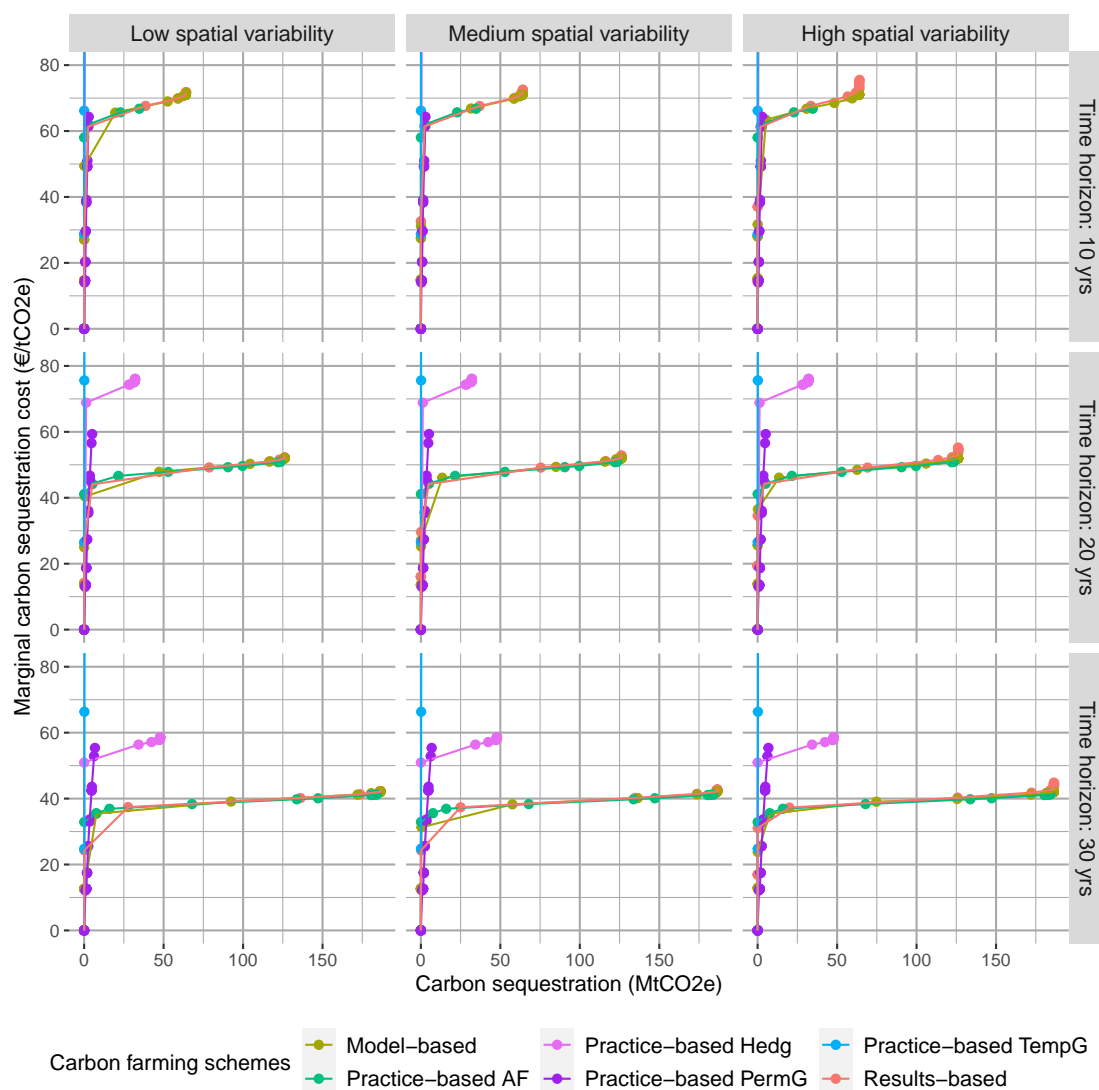 Low spatial variability
Medium spatial variability
High spatial variability
80
60
40
20
0
Time horizon: 10 yrs
80
60
40
20
0
Time horizon: 20 yrs
80
60
40
20
0
Time horizon: 30 yrs
Marginal carbon sequestration cost (€/tCO2e)
0 50 100 150
0 50 100 150
0 50 100 150
Carbon sequestration (MtCO2e)
Carbon farming schemes
Model−based
Practice−based AF
Practice−based Hedg
Practice−based PermG
Practice−based TempG
Results−based